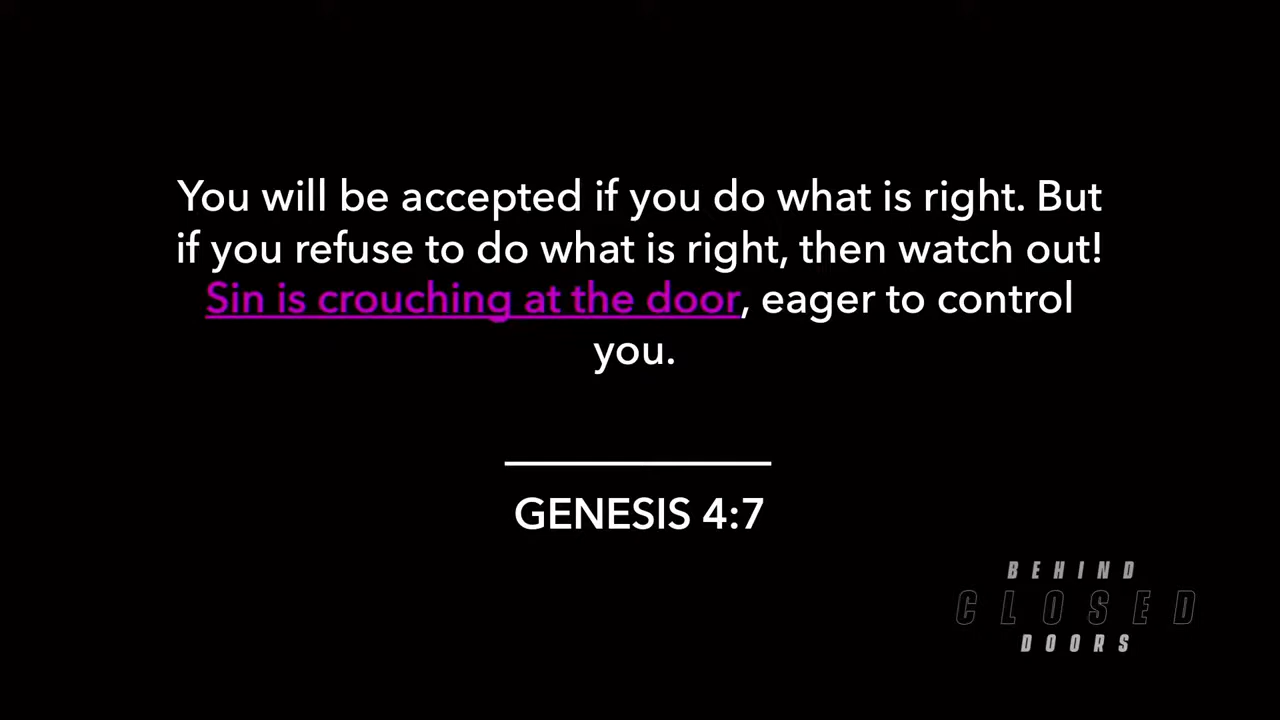 You will be accepted if you do what is right. But
if you refuse to do what is right, then watch out!
Sin is crouching at the door, eager to control
you.
GENESIS 4:7
BEHIND
CLOSED
DOORS